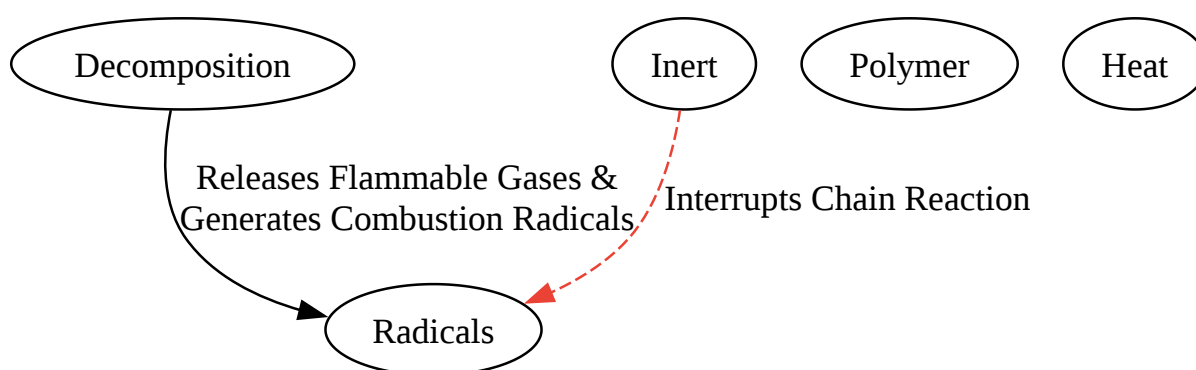 Decomposition
Inert
Polymer
Heat
Releases Flammable Gases &
Generates Combustion Radicals
Interrupts Chain Reaction
Radicals